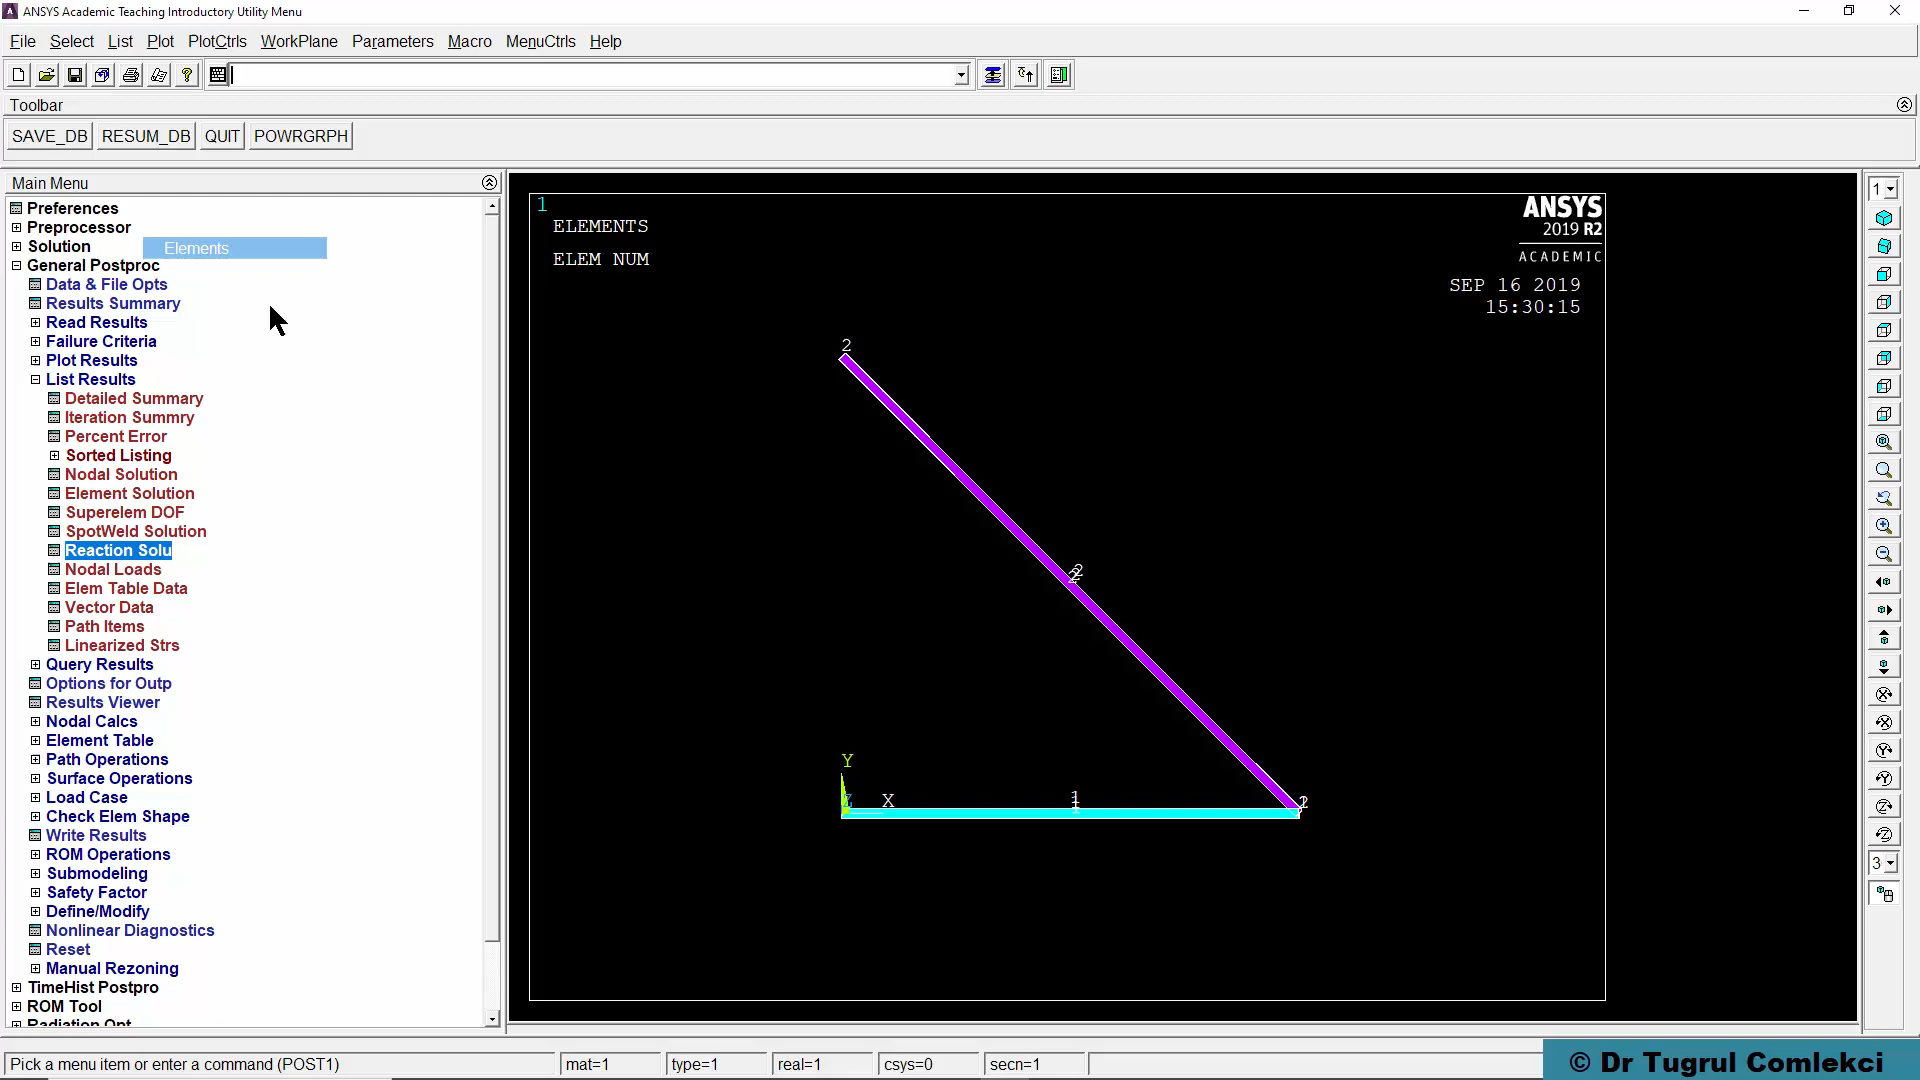 ANSYS Academic Teaching Introductory Utility Menu
File Select List Plot PlotCtrls WorkPlane Parameters Macro MenuCtrls Help
Toolbar
SAVE_DB RESUM_DB QUIT POWRGRPH
Main Menu
Preferences
Preprocessor
Solution
Elements
General Postproc
Data & File Opts
Results Summary
Read Results
Failure Criteria
Plot Results
List Results
Detailed Summary
Iteration Summry
Percent Error
Sorted Listing
Nodal Solution
Element Solution
Superelem DOF
SpotWeld Solution
Reaction Solu
Nodal Loads
Elem Table Data
Vector Data
Path Items
Linearized Strs
Query Results
Options for Outp
Results Viewer
Nodal Calcs
Element Table
Path Operations
Surface Operations
Load Case
Check Elem Shape
Write Results
ROM Operations
Submodeling
Safety Factor
Define/Modify
Nonlinear Diagnostics
Reset
Manual Rezoning
TimeHist Postpro
ROM Tool
Radiation Opt
1
ELEMENTS
ELEM NUM
ANSYS
2019 R2
ACADEMIC
SEP 16 2019
15:30:15
2
2
Y
X
1
1
3
Pick a menu item or enter a command (POST1)
mat=1
type=1
real=1
csys=0
secn=1
© Dr Tugrul Comlekci